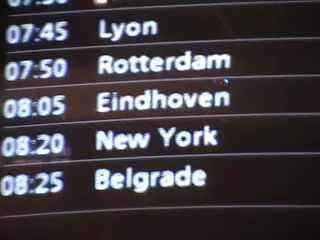 07:45 Lyon
07:50 Rotterdam
08:05 Eindhoven
08:20 New York
08:25 Belgrade